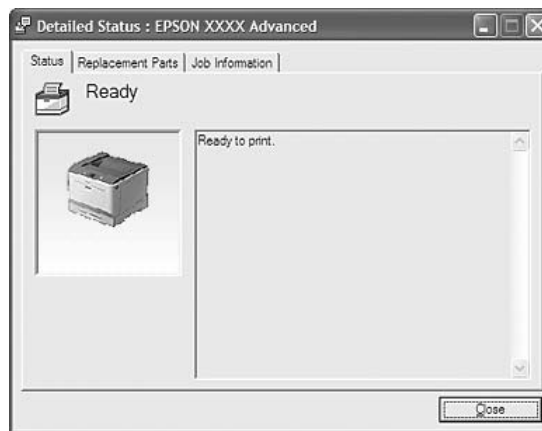 Detailed Status : EPSON XXXX Advanced
Status Replacement Parts Job Information
Ready
Ready to print.
Close